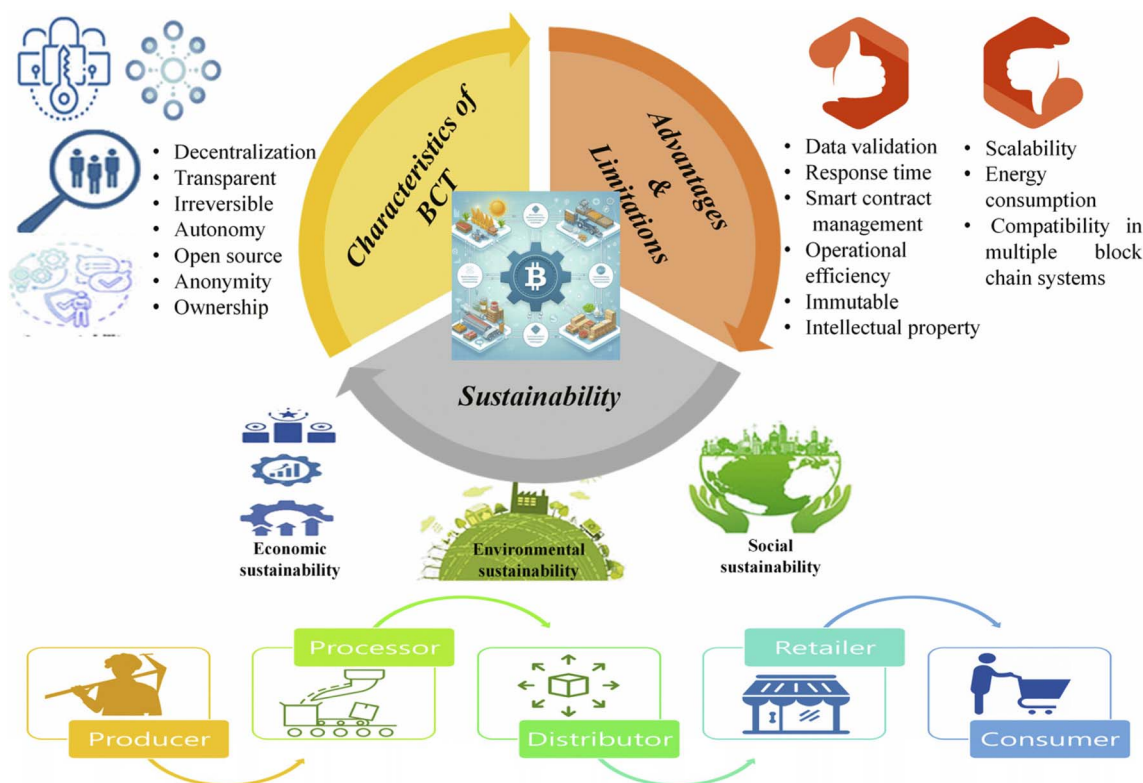 Characteristics of
BCT
Advantages
&
Limitations
Sustainability
• Decentralization
• Transparent
• Irreversible
• Autonomy
• Open source
• Anonymity
• Ownership
• Data validation
• Response time
• Smart contract
management
• Operational
efficiency
• Immutable
• Intellectual property
• Scalability
• Energy
consumption
• Compatibility in
multiple block
chain systems
Economic
sustainability
Environmental
sustainability
Social
sustainability
Producer
Processor
Distributor
Retailer
Consumer